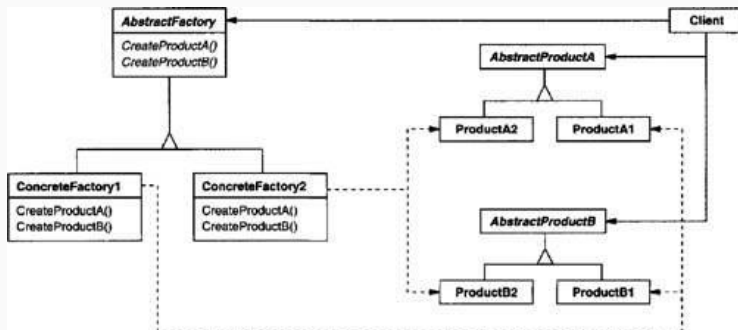 AbstractFactory
CreateProductA()
CreateProductB()
Client
AbstractProductA
ProductA2
ProductA1
ConcreteFactory1
CreateProductA()
CreateProductB()
ConcreteFactory2
CreateProductA()
CreateProductB()
AbstractProductB
ProductB2
ProductB1